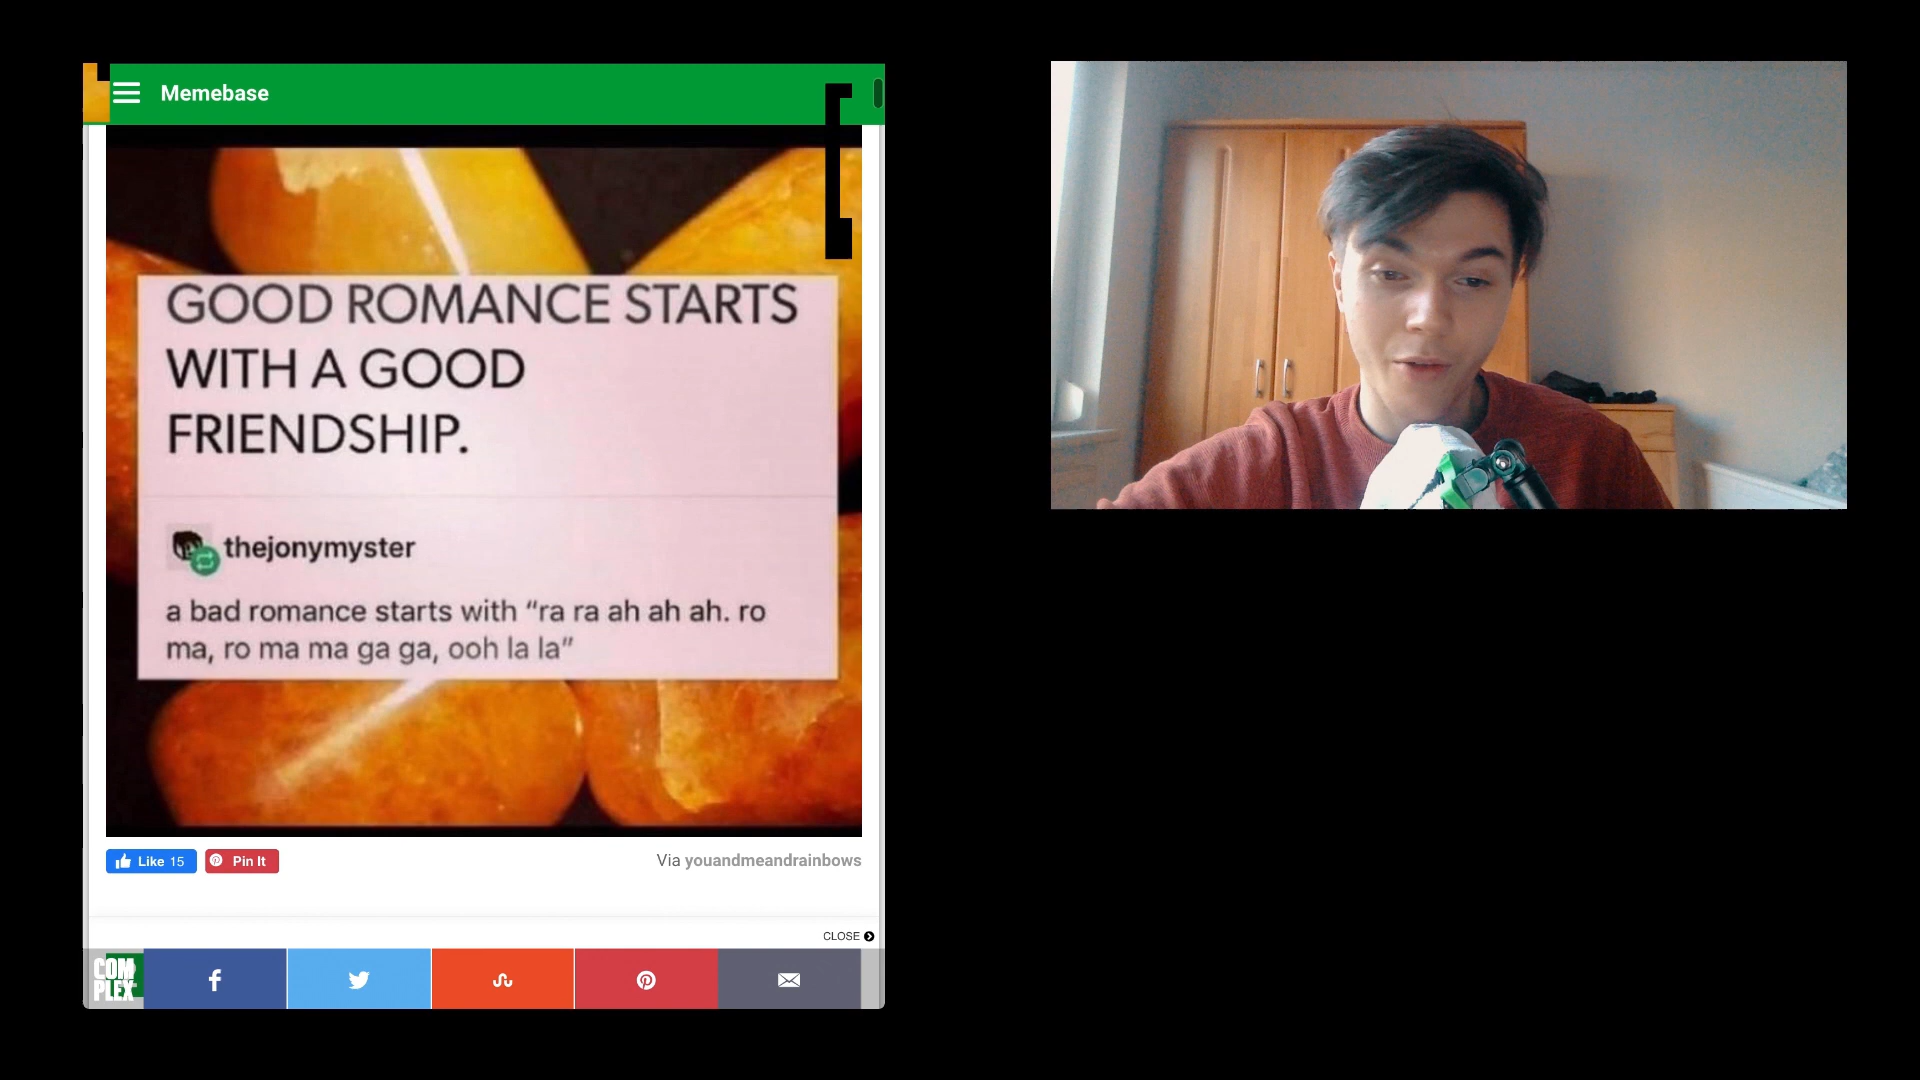 Memebase
GOOD ROMANCE STARTS
WITH A GOOD
FRIENDSHIP.
thejonymyster
a bad romance starts with “ra ra ah ah ah. ro
ma, ro ma ma ga ga, ooh la la”
Like 15
Pin It
Via youandmeandrainbows
CLOSE
COM
PLEX